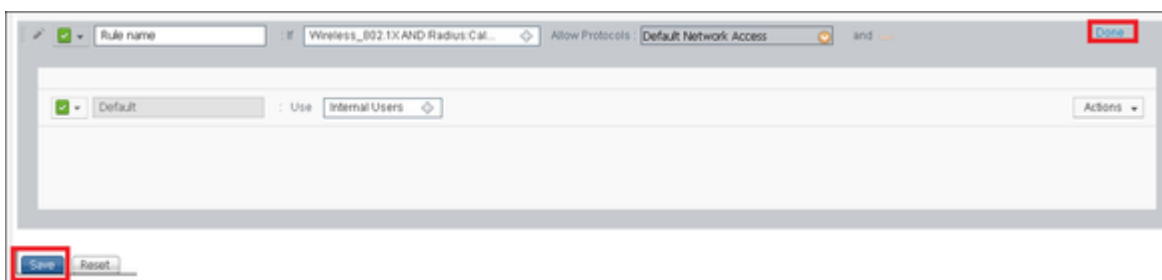 Rule name : If Wireless_802.1X AND Radius:Cal... Allow Protocols : Default Network Access and ... Done
Default : Use Internal Users Actions
Save Reset